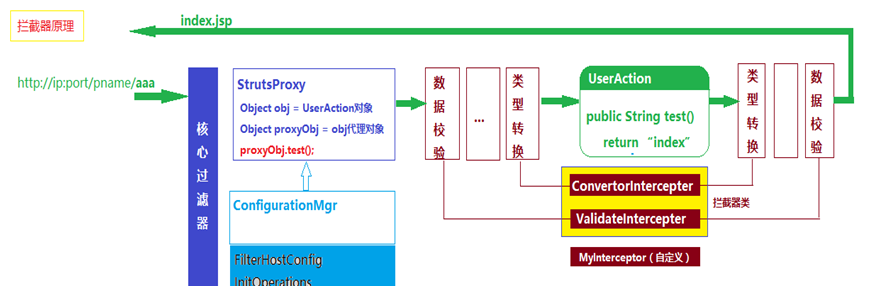 拦截器原理
index.jsp
http://ip:port/pname/aaa
核心过滤器
StrutsProxy
Object obj = UserAction对象
Object proxyObj = obj代理对象
proxyObj.test();
ConfigurationMgr
FilterHostConfig
InitOperations
数据校验
...
类型转换
UserAction
public String test()
return “index”
类型转换
数据校验
ConvertorIntercepter
ValidateIntercepter
拦截器类
MyInterceptor（自定义）